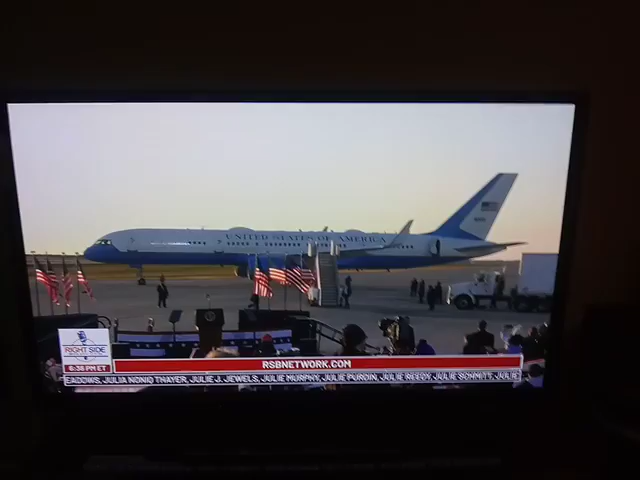 UNITED STATES OF AMERICA
RIGHT SIDE
6:38 PM ET
RSBNETWORK.COM
EADOWS, JULIA NONIQ THAYER, JULIE J. JEWELS, JULIE MURPHY, JULIE PURDIN, JULIE REEDY, JULIE SCHMITT, JULIE